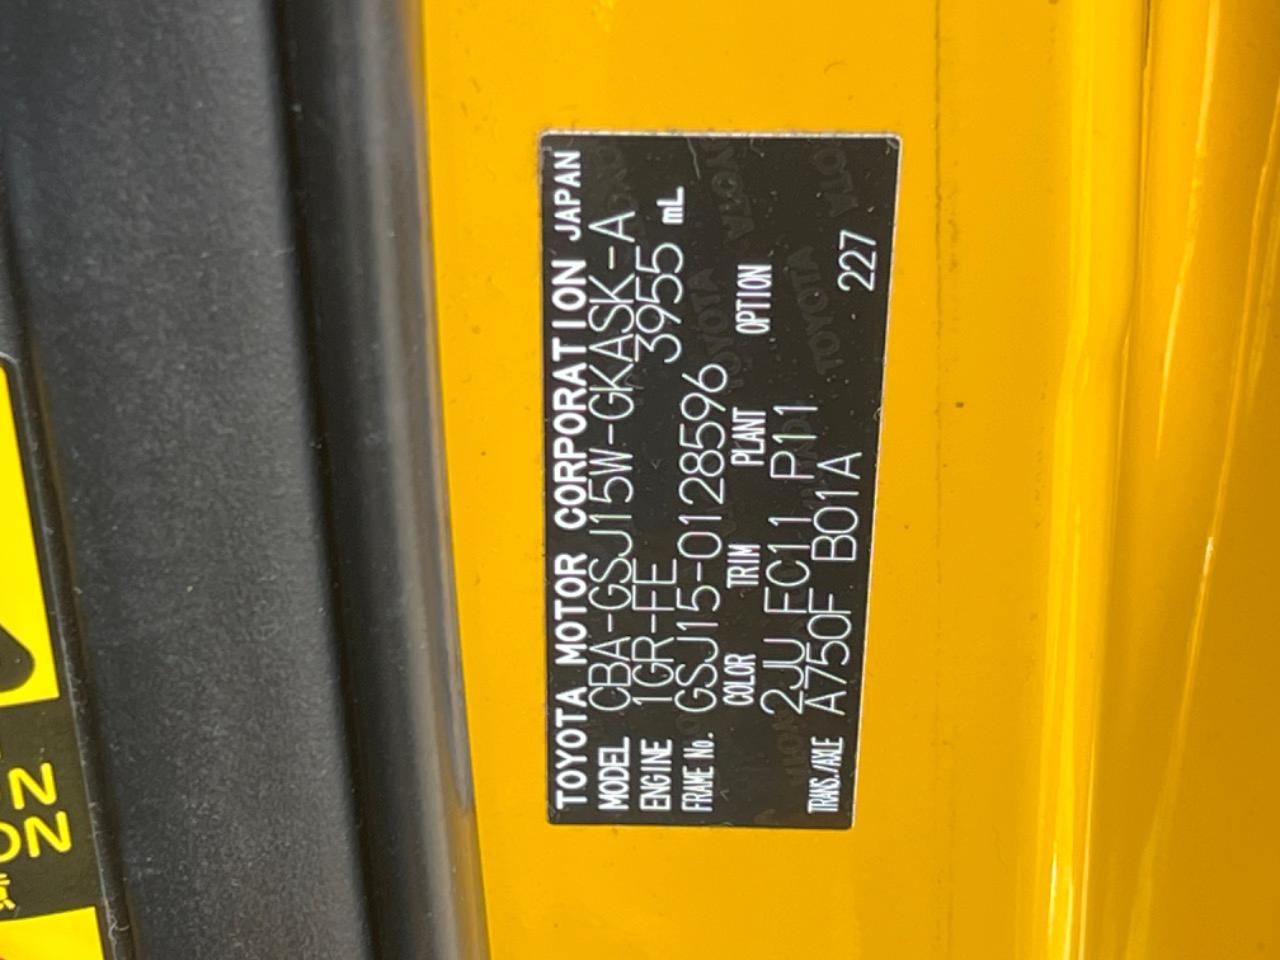 TOYOTA MOTOR CORPORATION JAPAN
MODEL CBA-GSJ15W-GKASK-A
ENGINE 1GR-FE 3955 mL
FRAME No. GSJ15-0128596
COLOR TRIM PLANT OPTION
2JU FC11 P11
TRANS./AXLE A750F B01A 227